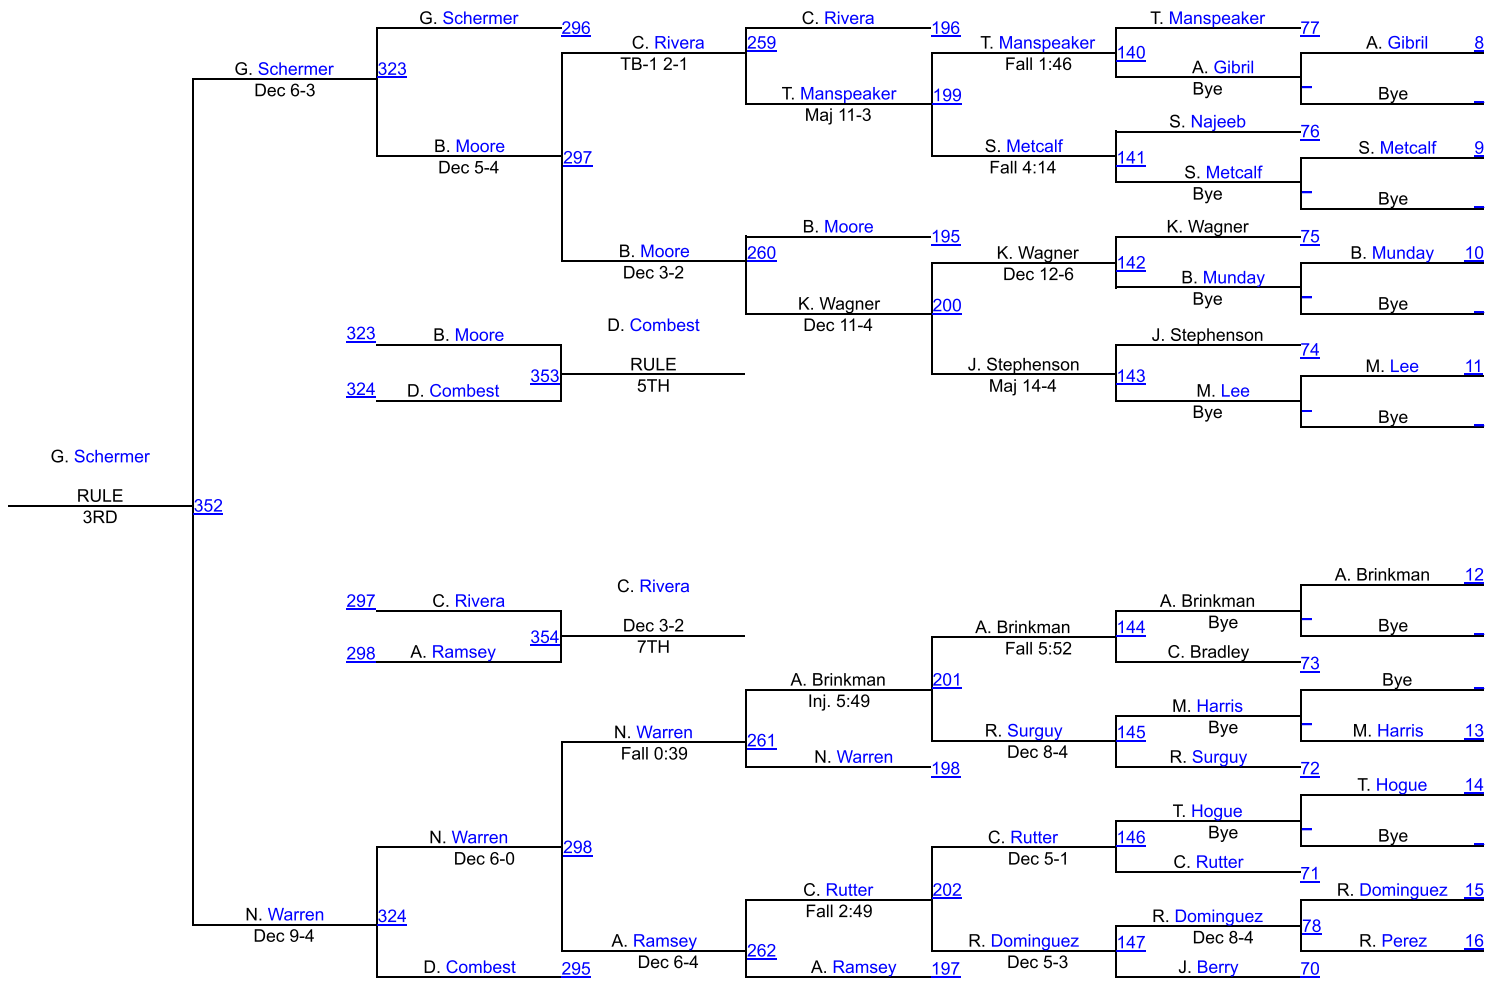 G. Schermer
296
C. Rivera
196
T. Manspeaker
77
C. Rivera
259
TB-1 2-1
T. Manspeaker
140
Fall 1:46
A. Gibril
8
G. Schermer
323
Dec 6-3
A. Gibril
Bye
T. Manspeaker
199
Maj 11-3
Bye
S. Najeeb
76
B. Moore
297
Dec 5-4
S. Metcalf
141
Fall 4:14
S. Metcalf
9
S. Metcalf
Bye
Bye
B. Moore
195
K. Wagner
75
B. Moore
260
Dec 3-2
K. Wagner
142
Dec 12-6
B. Munday
10
B. Munday
Bye
K. Wagner
200
Dec 11-4
Bye
323
B. Moore
D. Combest
J. Stephenson
74
353
RULE
5TH
J. Stephenson
143
Maj 14-4
M. Lee
11
324
D. Combest
M. Lee
Bye
Bye
G. Schermer
RULE
352
3RD
A. Brinkman
12
297
C. Rivera
C. Rivera
A. Brinkman
Bye
354
Dec 3-2
7TH
A. Brinkman
144
Fall 5:52
Bye
298
A. Ramsey
C. Bradley
73
A. Brinkman
201
Inj. 5:49
Bye
M. Harris
Bye
N. Warren
261
Fall 0:39
R. Surguy
145
Dec 8-4
M. Harris
13
N. Warren
198
R. Surguy
72
T. Hogue
14
T. Hogue
Bye
N. Warren
298
Dec 6-0
C. Rutter
146
Dec 5-1
Bye
C. Rutter
71
C. Rutter
202
Fall 2:49
R. Dominguez
15
N. Warren
324
Dec 9-4
R. Dominguez
78
Dec 8-4
A. Ramsey
262
Dec 6-4
R. Dominguez
147
Dec 5-3
R. Perez
16
D. Combest
295
A. Ramsey
197
J. Berry
70